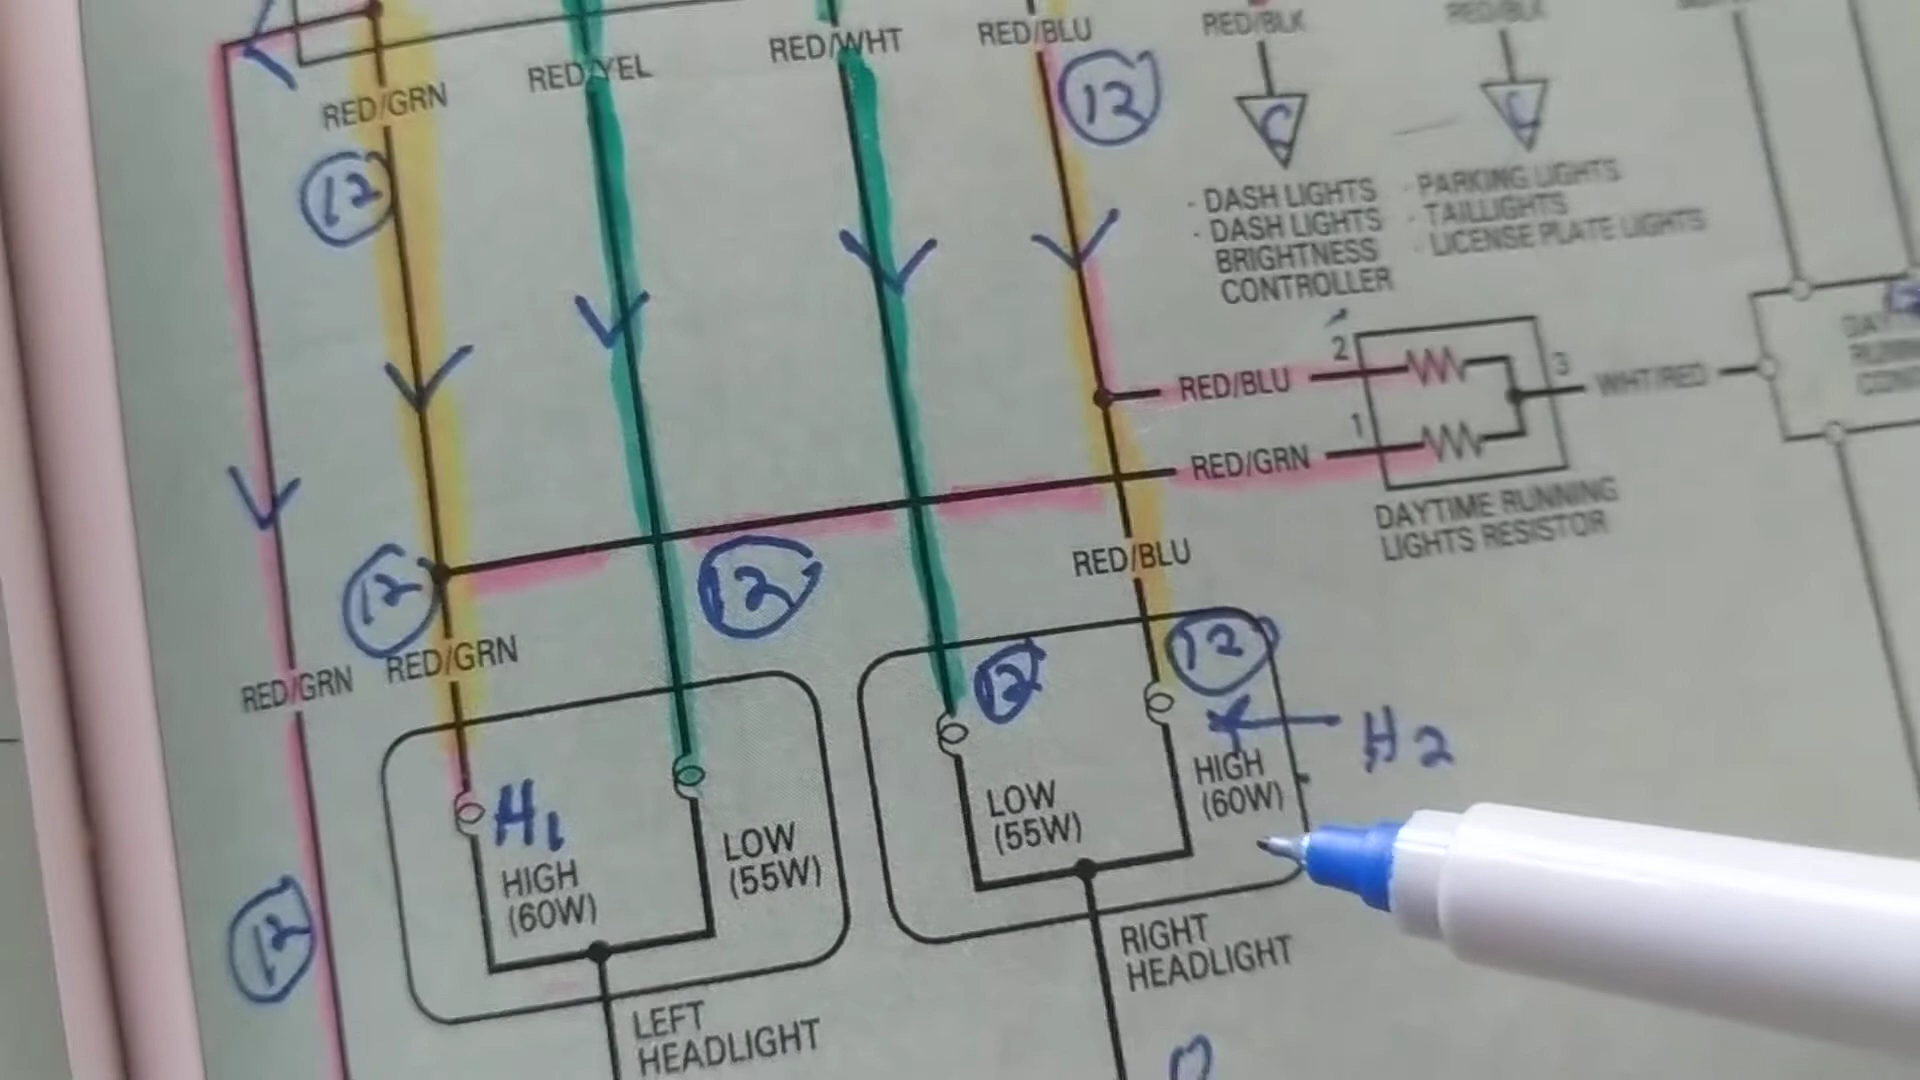 RED/GRN
RED/YEL
RED/WHT
RED/BLU
RED/BLK
RED/BLK
12
12
C
C
- DASH LIGHTS
- DASH LIGHTS
BRIGHTNESS
CONTROLLER
- PARKING LIGHTS
- TAILLIGHTS
- LICENSE PLATE LIGHTS
2
RED/BLU
3
WHT/RED
1
RED/GRN
DAYTIME RUNNING
LIGHTS RESISTOR
12
12
RED/BLU
RED/GRN
RED/GRN
12
12
H2
H1
HIGH
(60W)
LOW
(55W)
LOW
(55W)
HIGH
(60W)
12
LEFT
HEADLIGHT
RIGHT
HEADLIGHT